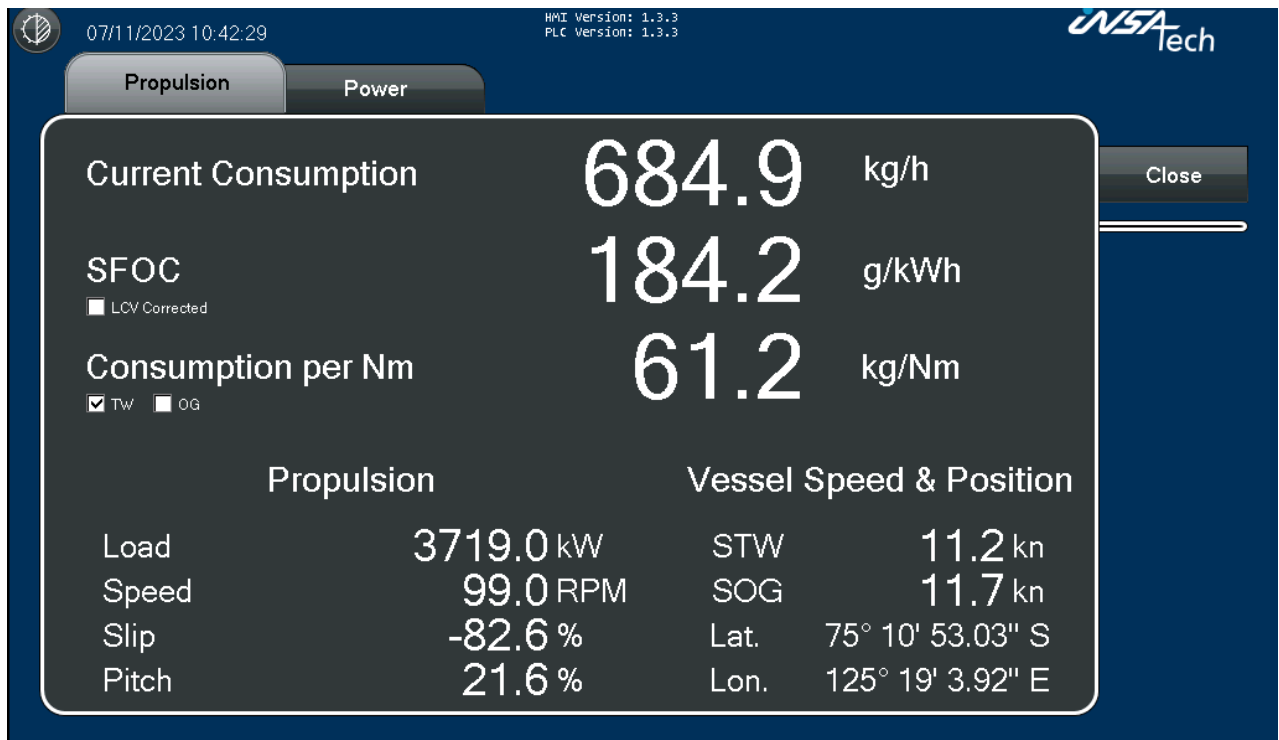 07/11/2023 10:42:29
HMI Version: 1.3.3
PLC Version: 1.3.3
iNSA Tech
Propulsion Power
Current Consumption 684.9 kg/h
Close
SFOC 184.2 g/kWh
LCV Corrected
Consumption per Nm 61.2 kg/Nm
TW OG
Propulsion Vessel Speed & Position
Load 3719.0 kW STW 11.2 kn
Speed 99.0 RPM SOG 11.7 kn
Slip -82.6 % Lat. 75° 10' 53.03" S
Pitch 21.6 % Lon. 125° 19' 3.92" E